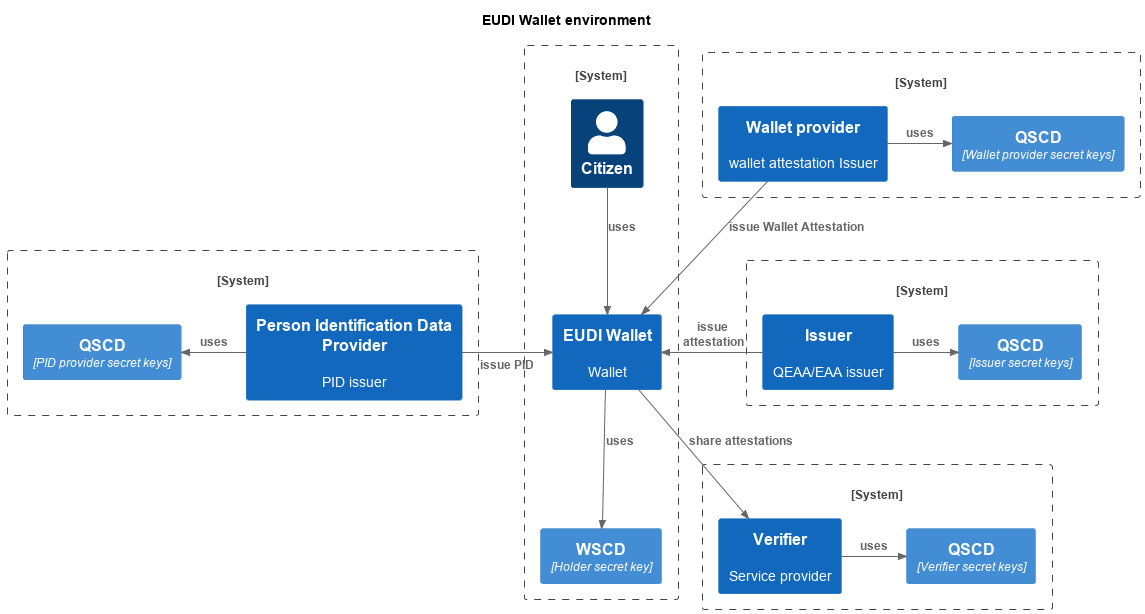 EUDI Wallet environment
[System]
Citizen
uses
[System]
Wallet provider
wallet attestation Issuer
uses
QSCD
[Wallet provider secret keys]
issue Wallet Attestation
[System]
QSCD
[PID provider secret keys]
uses
Person Identification Data
Provider
PID issuer
issue PID
EUDI Wallet
Wallet
issue
attestation
[System]
Issuer
QEAA/EAA issuer
uses
QSCD
[Issuer secret keys]
uses
share attestations
WSCD
[Holder secret key]
[System]
Verifier
Service provider
uses
QSCD
[Verifier secret keys]